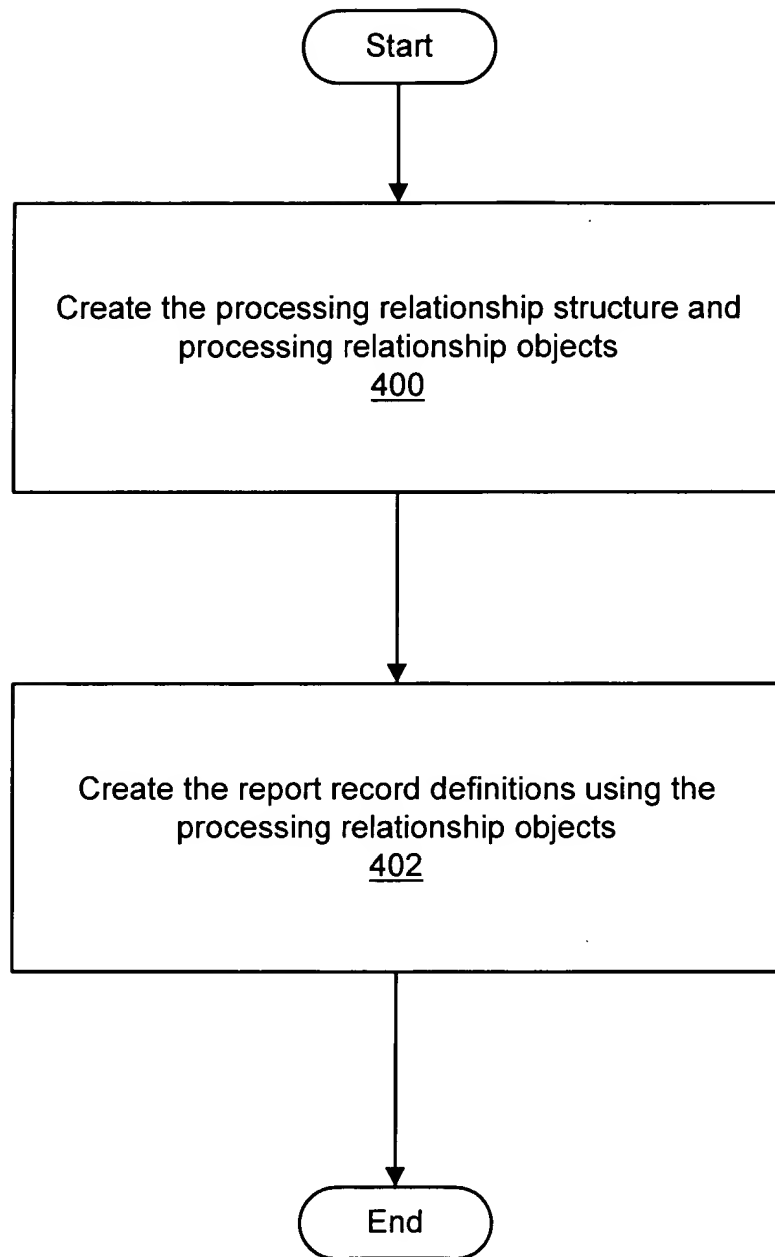 Start
Create the processing relationship structure and
processing relationship objects
400
Create the report record definitions using the
processing relationship objects
402
End